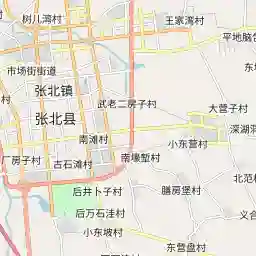 树儿湾村
王家湾村
平地脑包
市场街街道
张北镇
武老二房子村
张北县
大营子村
深湖
南滩村
小东营村
南壕堑村
厂房子村
古石滩村
北范
后井卜子村
膳房堡村
后万石洼村
义合
小东坡村
东营盘村